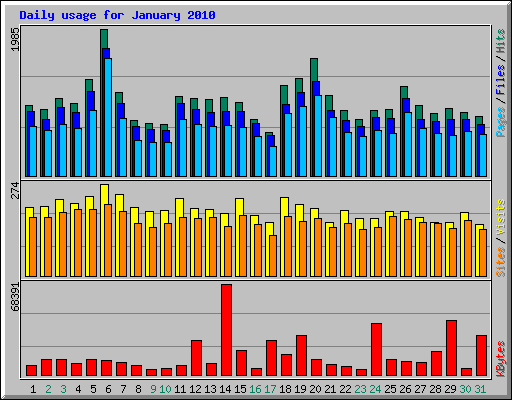 Daily usage for January 2010
1985
Pages / Files / Hits
274
Sites / Visits
68391
KBytes
1 2 3 4 5 6 7 8 9 10 11 12 13 14 15 16 17 18 19 20 21 22 23 24 25 26 27 28 29 30 31